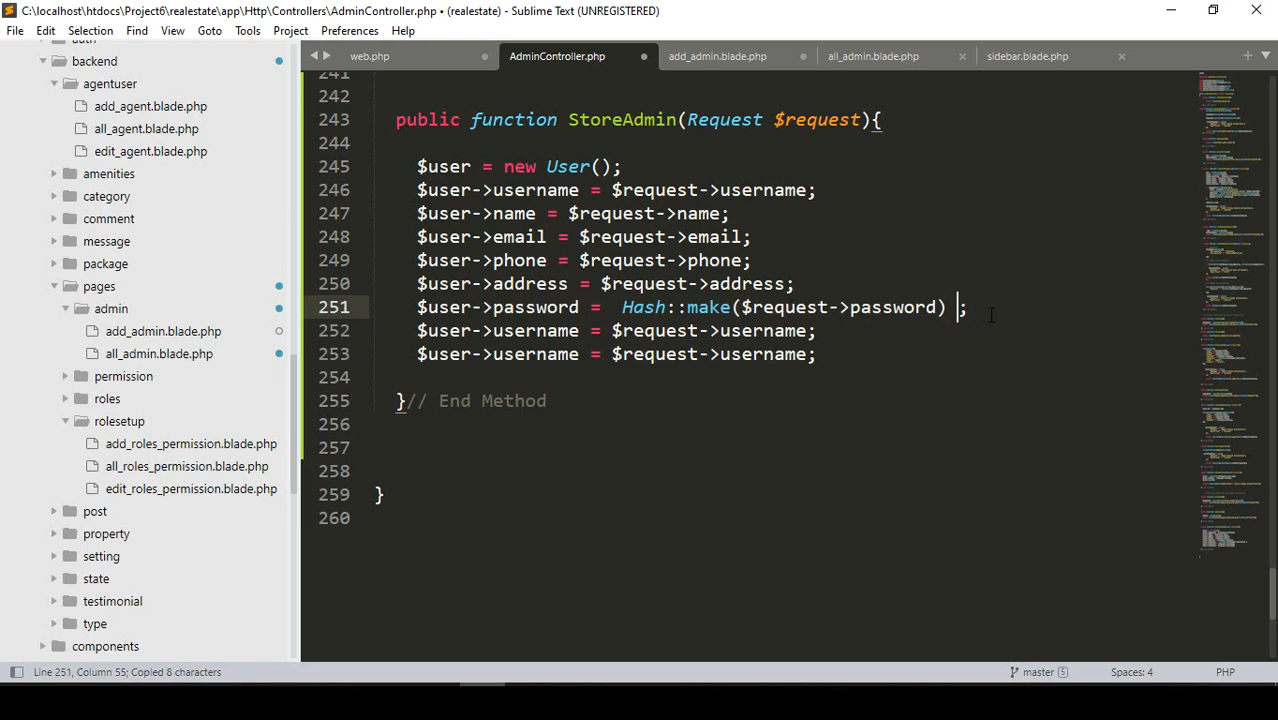 C:\localhost\htdocs\Project6\realestate\app\Http\Controllers\AdminController.php • (realestate) - Sublime Text (UNREGISTERED)
File Edit Selection Find View Goto Tools Project Preferences Help
web.php AdminController.php add_admin.blade.php all_admin.blade.php sidebar.blade.php
backend
agentuser
add_agent.blade.php
all_agent.blade.php
edit_agent.blade.php
amenities
category
comment
message
package
pages
admin
add_admin.blade.php
all_admin.blade.php
permission
roles
rolesetup
add_roles_permission.blade.php
all_roles_permission.blade.php
edit_roles_permission.blade.php
post
property
setting
state
testimonial
type
components
241
242
243 public function StoreAdmin(Request $request){
244
245 $user = new User();
246 $user->username = $request->username;
247 $user->name = $request->name;
248 $user->email = $request->email;
249 $user->phone = $request->phone;
250 $user->address = $request->address;
251 $user->password =  Hash::make($request->password) ;
252 $user->username = $request->username;
253 $user->username = $request->username;
254
255 }// End Method
256
257
258
259 }
260
Line 251, Column 55; Copied 8 characters master 5 Spaces: 4 PHP